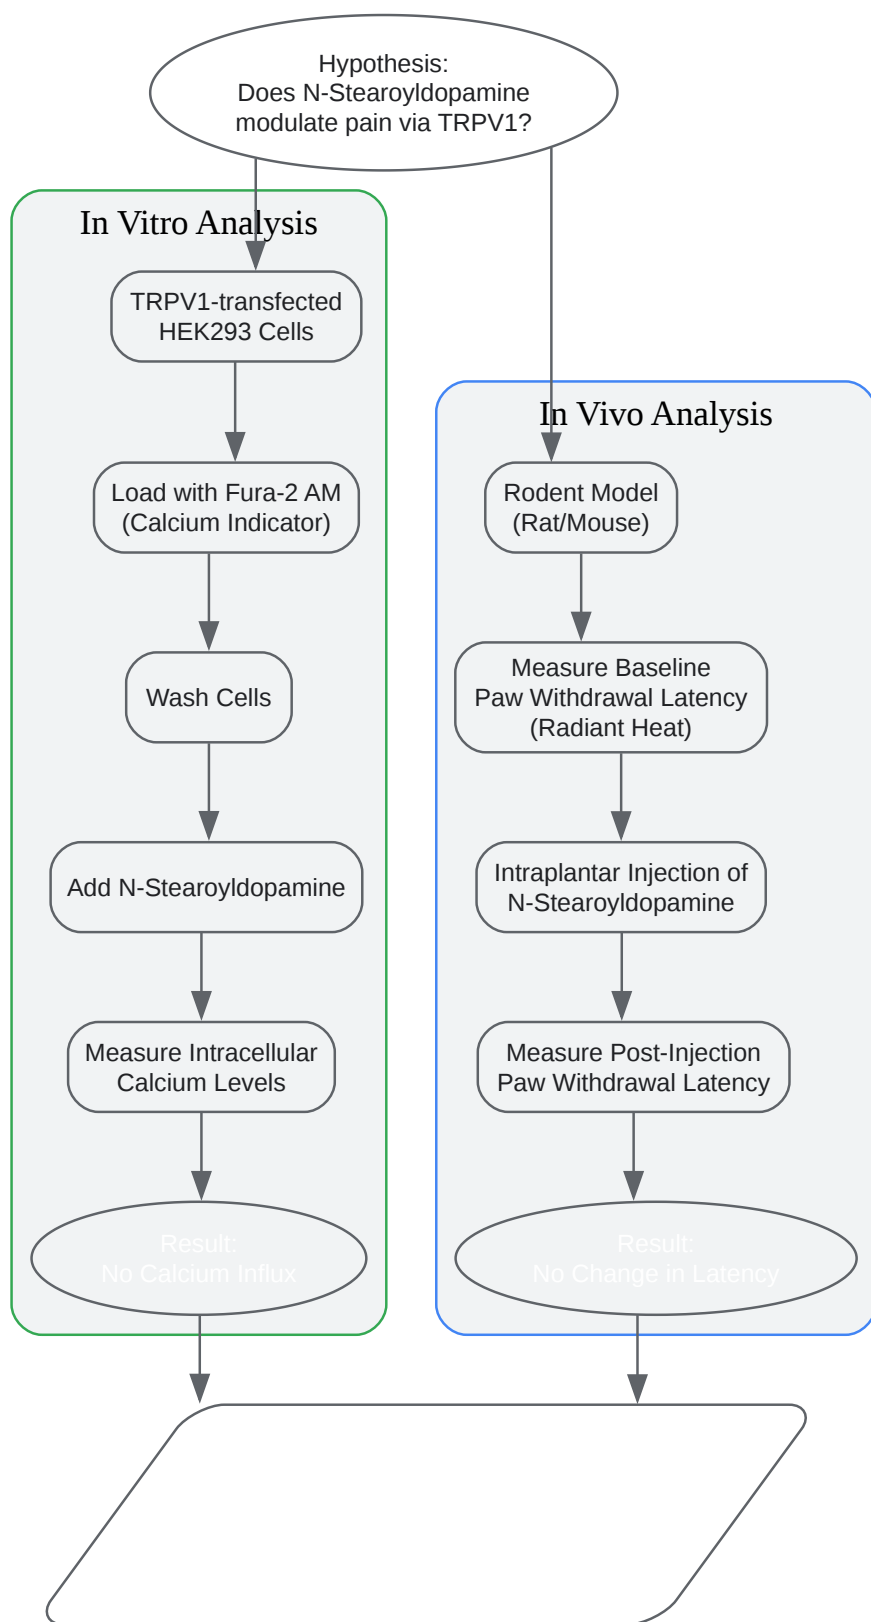 Hypothesis:
Does N-Stearoyldopamine
modulate pain via TRPV1?
In Vitro Analysis
TRPV1-transfected
HEK293 Cells
Load with Fura-2 AM
(Calcium Indicator)
Wash Cells
Add N-Stearoyldopamine
Measure Intracellular
Calcium Levels
Result:
No Calcium Influx
In Vivo Analysis
Rodent Model
(Rat/Mouse)
Measure Baseline
Paw Withdrawal Latency
(Radiant Heat)
Intraplantar Injection of
N-Stearoyldopamine
Measure Post-Injection
Paw Withdrawal Latency
Result:
No Change in Latency